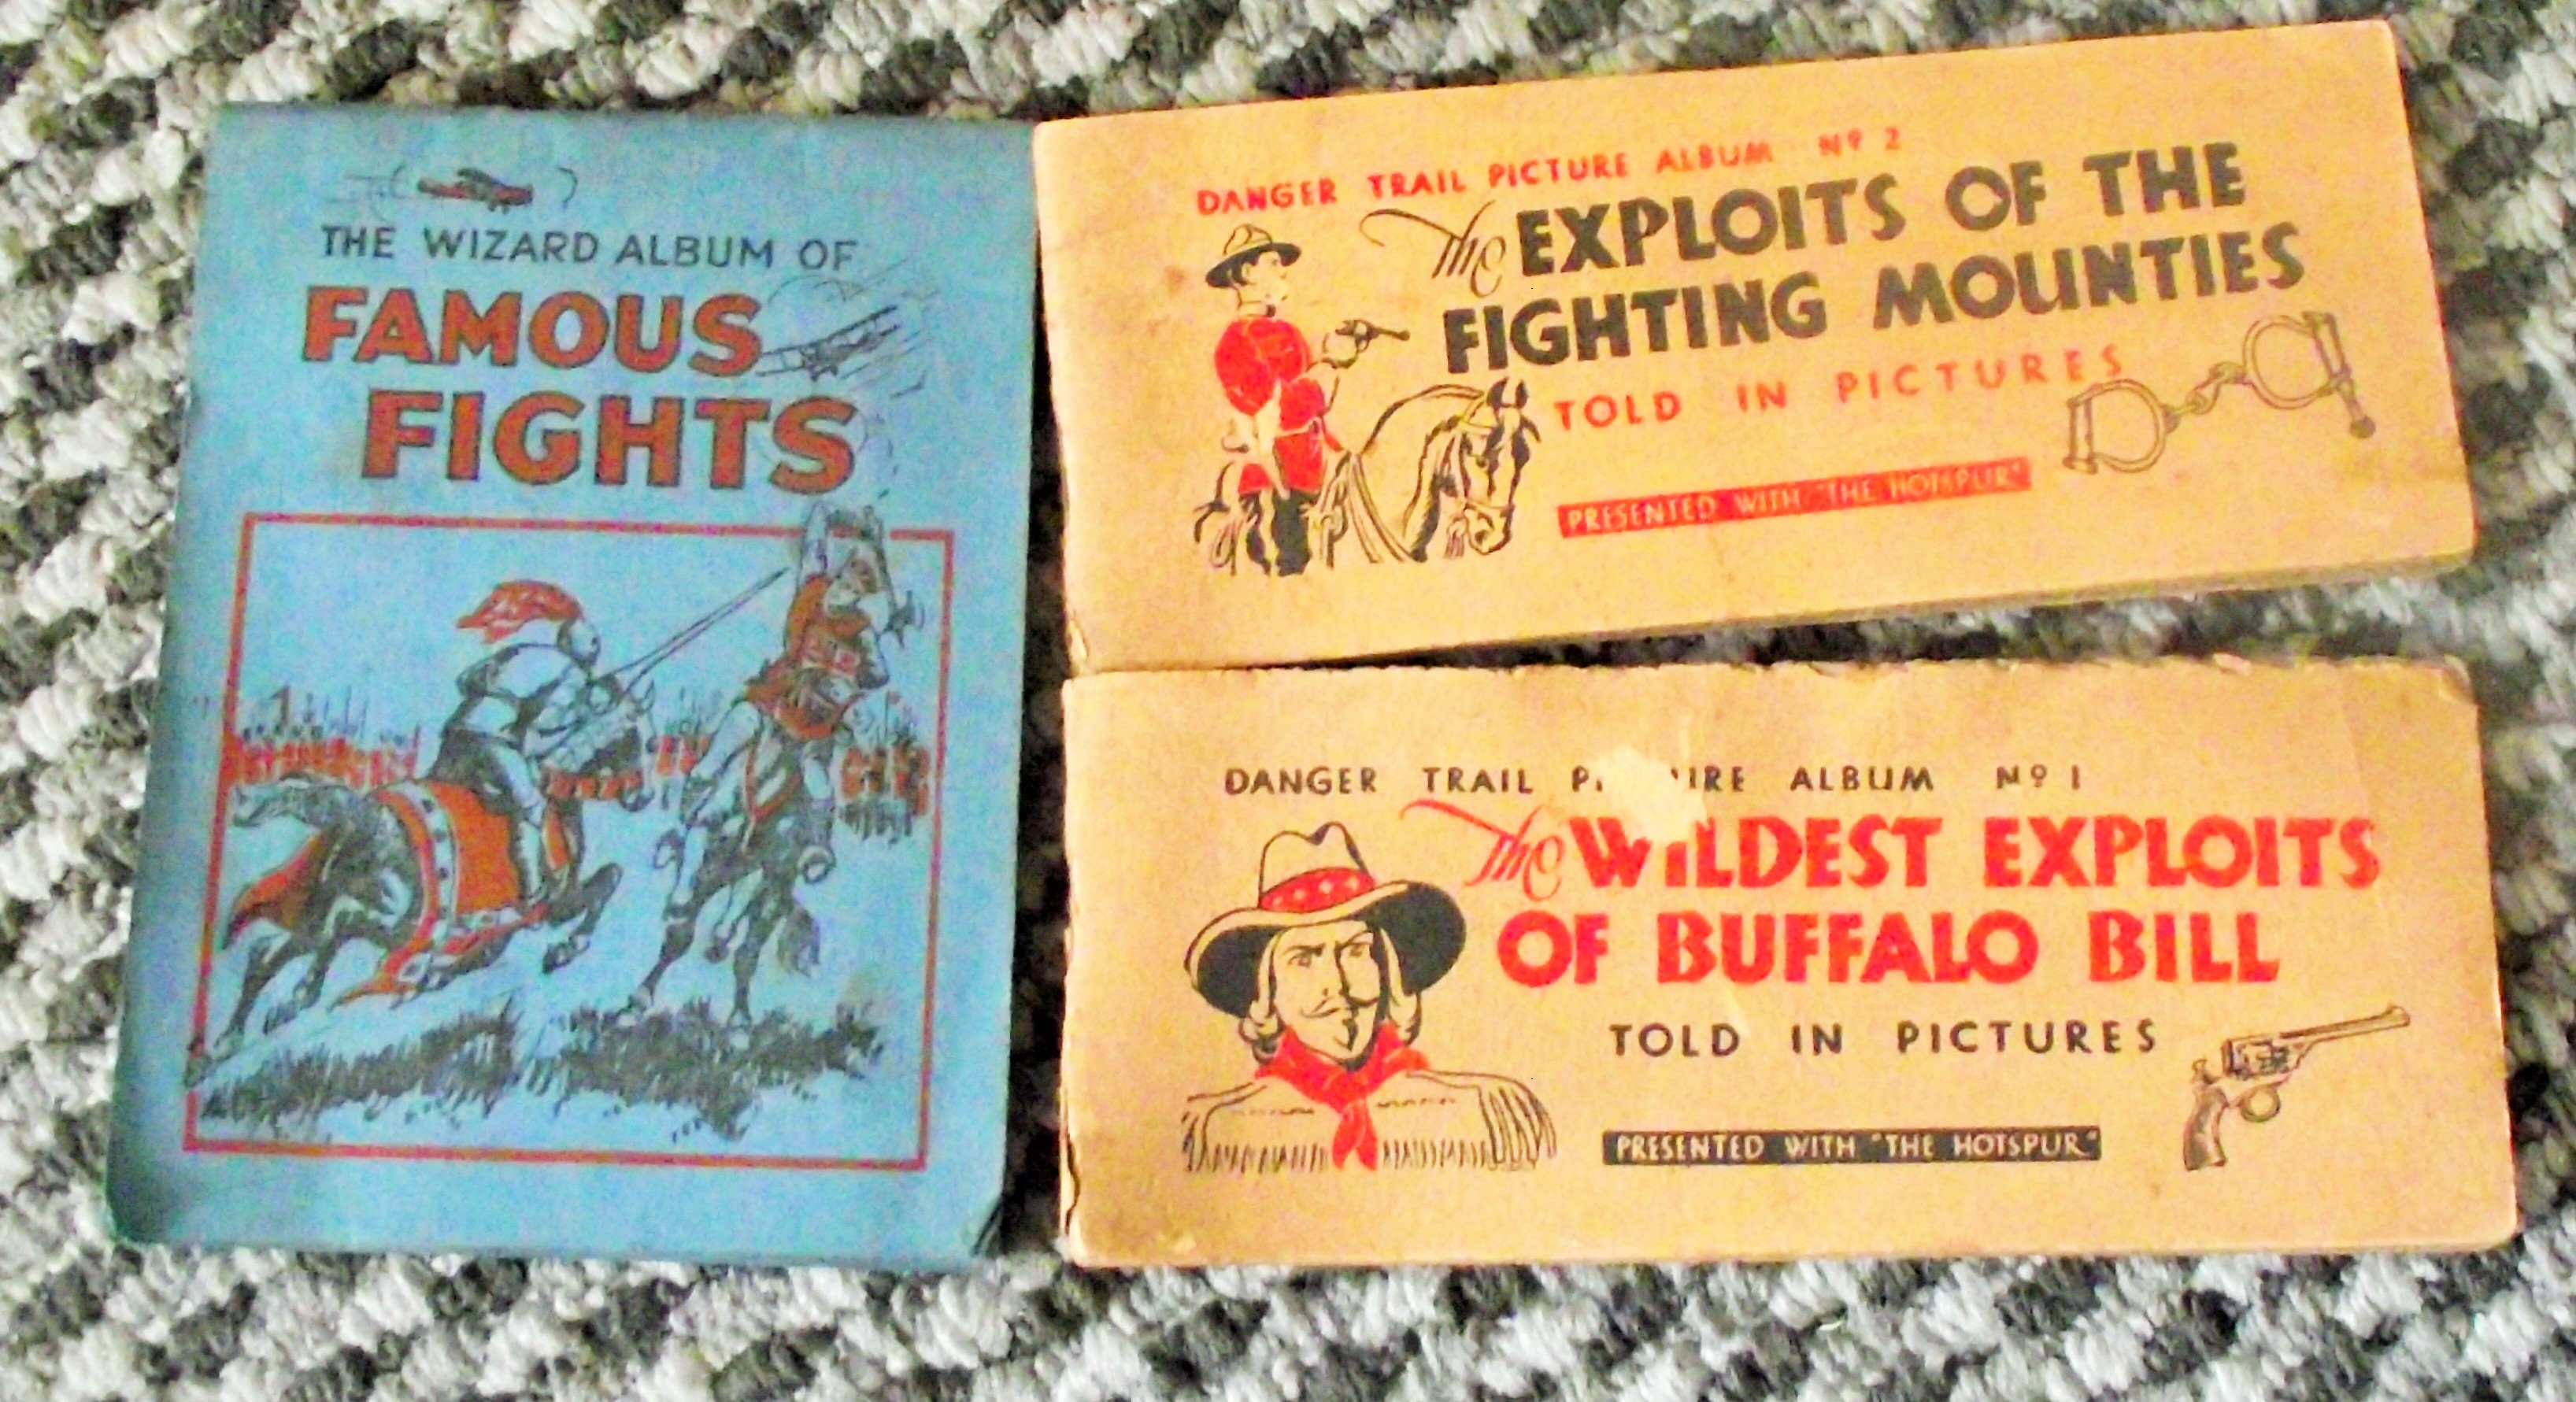 THE WIZARD ALBUM OF
FAMOUS
FIGHTS
DANGER TRAIL PICTURE ALBUM Nº 2
The EXPLOITS OF THE
FIGHTING MOUNTIES
TOLD IN PICTURES
PRESENTED WITH "THE HOTSPUR"
DANGER TRAIL ALBUM Nº 1
The WILDEST EXPLOITS
OF BUFFALO BILL
TOLD IN PICTURES
PRESENTED WITH "THE HOTSPUR"